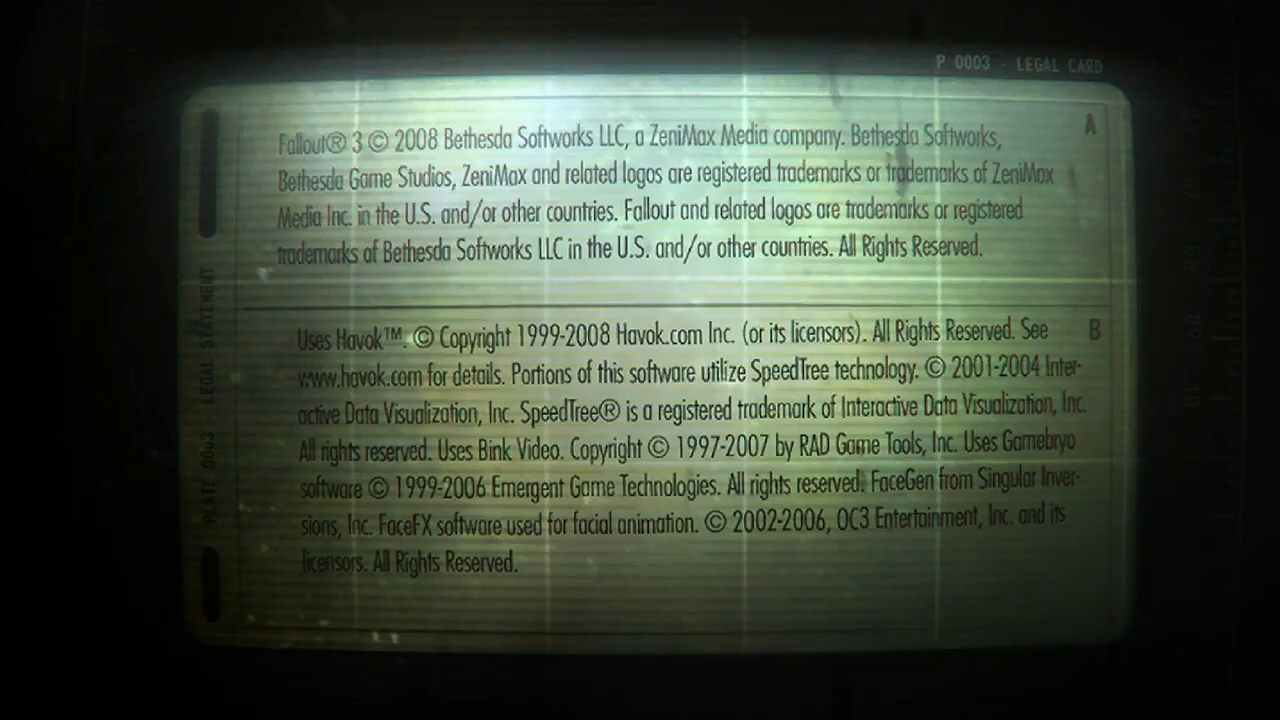 P 0003 - LEGAL CARD
A
Fallout® 3 © 2008 Bethesda Softworks LLC, a ZeniMax Media company. Bethesda Softworks,
Bethesda Game Studios, ZeniMax and related logos are registered trademarks or trademarks of ZeniMax
Media Inc. in the U.S. and/or other countries. Fallout and related logos are trademarks or registered
trademarks of Bethesda Softworks LLC in the U.S. and/or other countries. All Rights Reserved.
B
Uses Havok™. © Copyright 1999-2008 Havok.com Inc. (or its licensors). All Rights Reserved. See
www.havok.com for details. Portions of this software utilize SpeedTree technology. © 2001-2004 Inter-
active Data Visualization, Inc. SpeedTree® is a registered trademark of Interactive Data Visualization, Inc.
All rights reserved. Uses Bink Video. Copyright © 1997-2007 by RAD Game Tools, Inc. Uses Gamebryo
software © 1999-2006 Emergent Game Technologies. All rights reserved. FaceGen from Singular Inver-
sions, Inc. FaceFX software used for facial animation. © 2002-2006, OC3 Entertainment, Inc. and its
licensors. All Rights Reserved.
PLATE 0003 - LEGAL STATEMENT